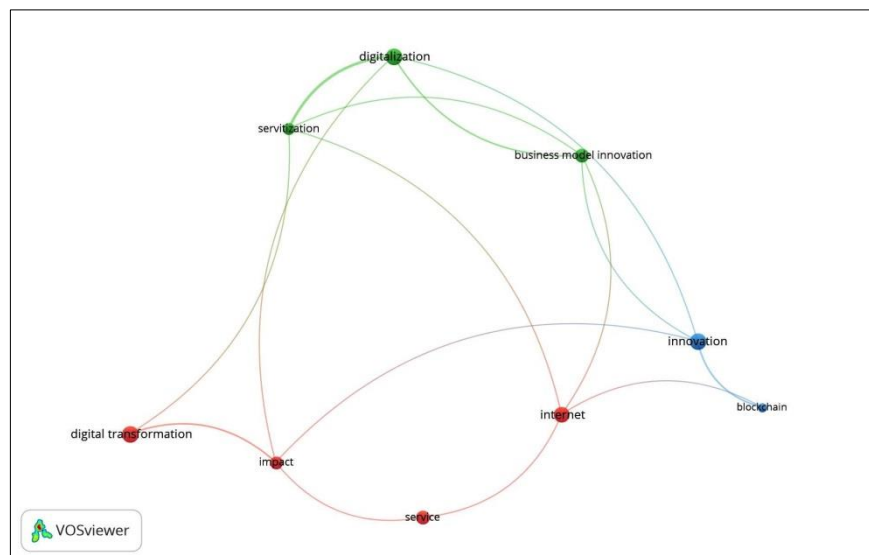 digitalization
servitization
business model innovation
innovation
blockchain
internet
digital transformation
impact
service
VOSviewer